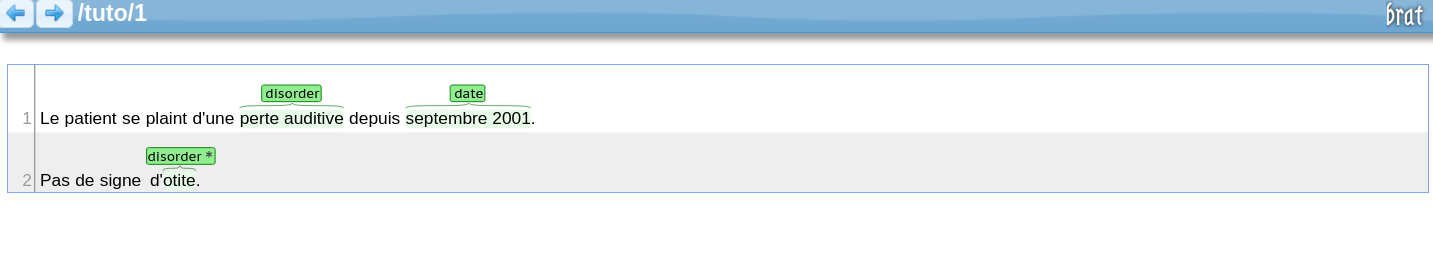 /tuto/1
brat
disorder date
1 Le patient se plaint d'une perte auditive depuis septembre 2001.
disorder *
2 Pas de signe d'otite.